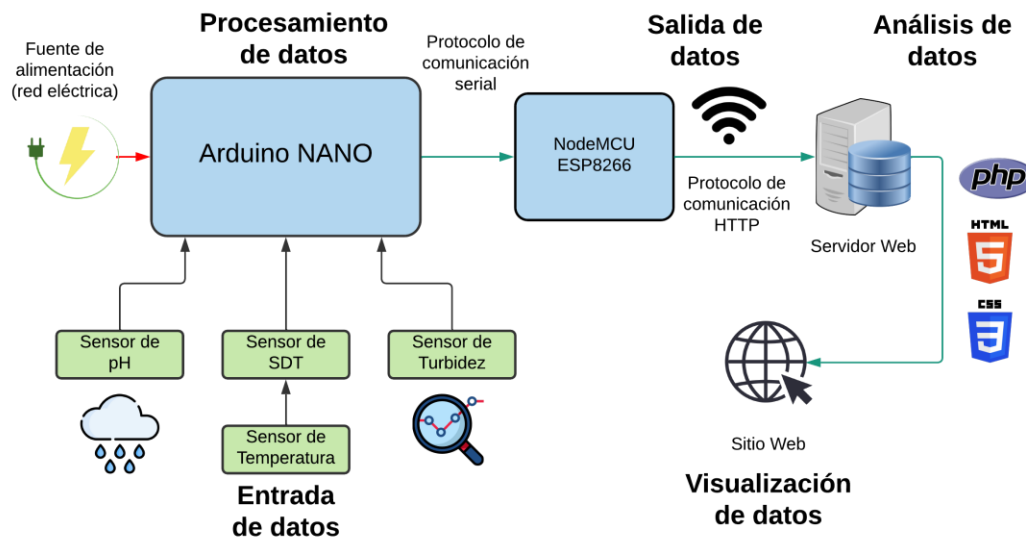 Fuente de
alimentación
(red eléctrica)
Procesamiento
de datos
Arduino NANO
Protocolo de
comunicación
serial
NodeMCU
ESP8266
Salida de
datos
Protocolo de
comunicación
HTTP
Análisis de
datos
Servidor Web
php
HTML
5
CSS
3
Sensor de
pH
Sensor de
SDT
Sensor de
Turbidez
Sensor de
Temperatura
Entrada
de datos
Sitio Web
Visualización
de datos